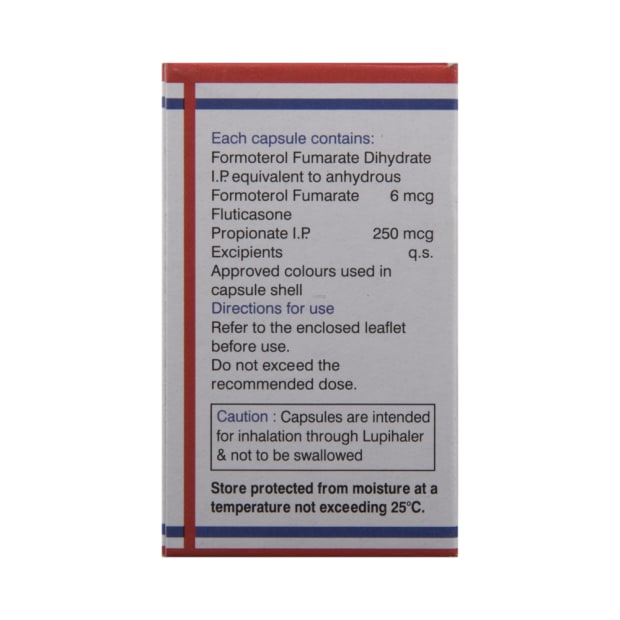 Each capsule contains:
Formoterol Fumarate Dihydrate
I.P. equivalent to anhydrous
Formoterol Fumarate 6 mcg
Fluticasone
Propionate I.P. 250 mcg
Excipients q.s.
Approved colours used in
capsule shell
Directions for use
Refer to the enclosed leaflet
before use.
Do not exceed the
recommended dose.
Caution : Capsules are intended
for inhalation through Lupihaler
& not to be swallowed
Store protected from moisture at a
temperature not exceeding 25°C.